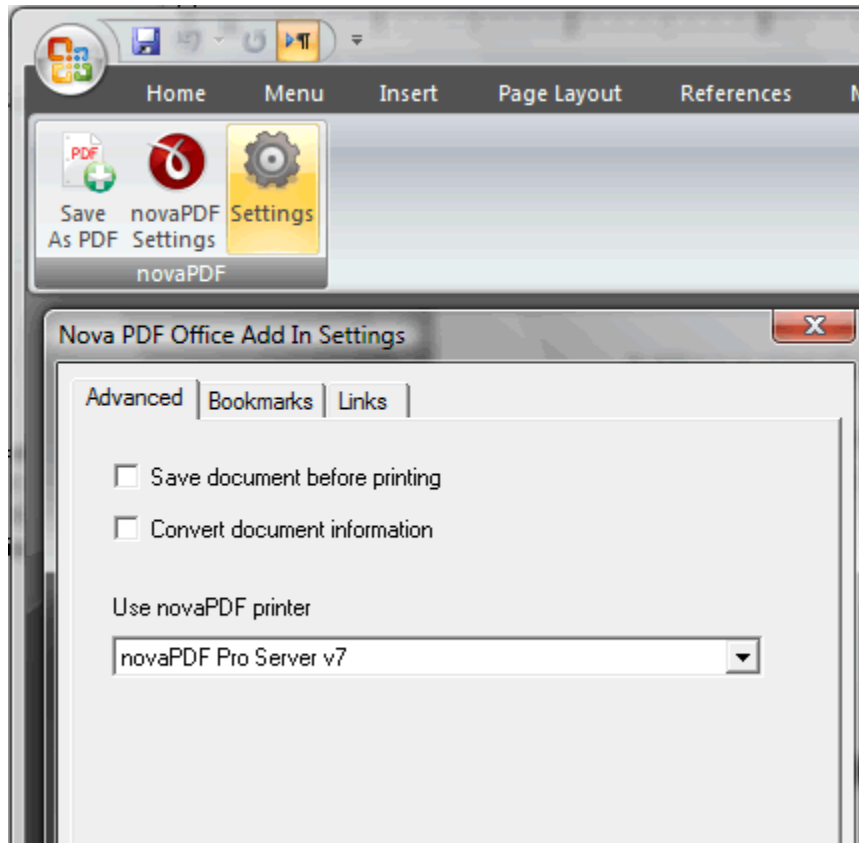 Home Menu Insert Page Layout References
PDF
Save As PDF
novaPDF Settings
Settings
novaPDF
Nova PDF Office Add In Settings
Advanced Bookmarks Links
Save document before printing
Convert document information
Use novaPDF printer
novaPDF Pro Server v7